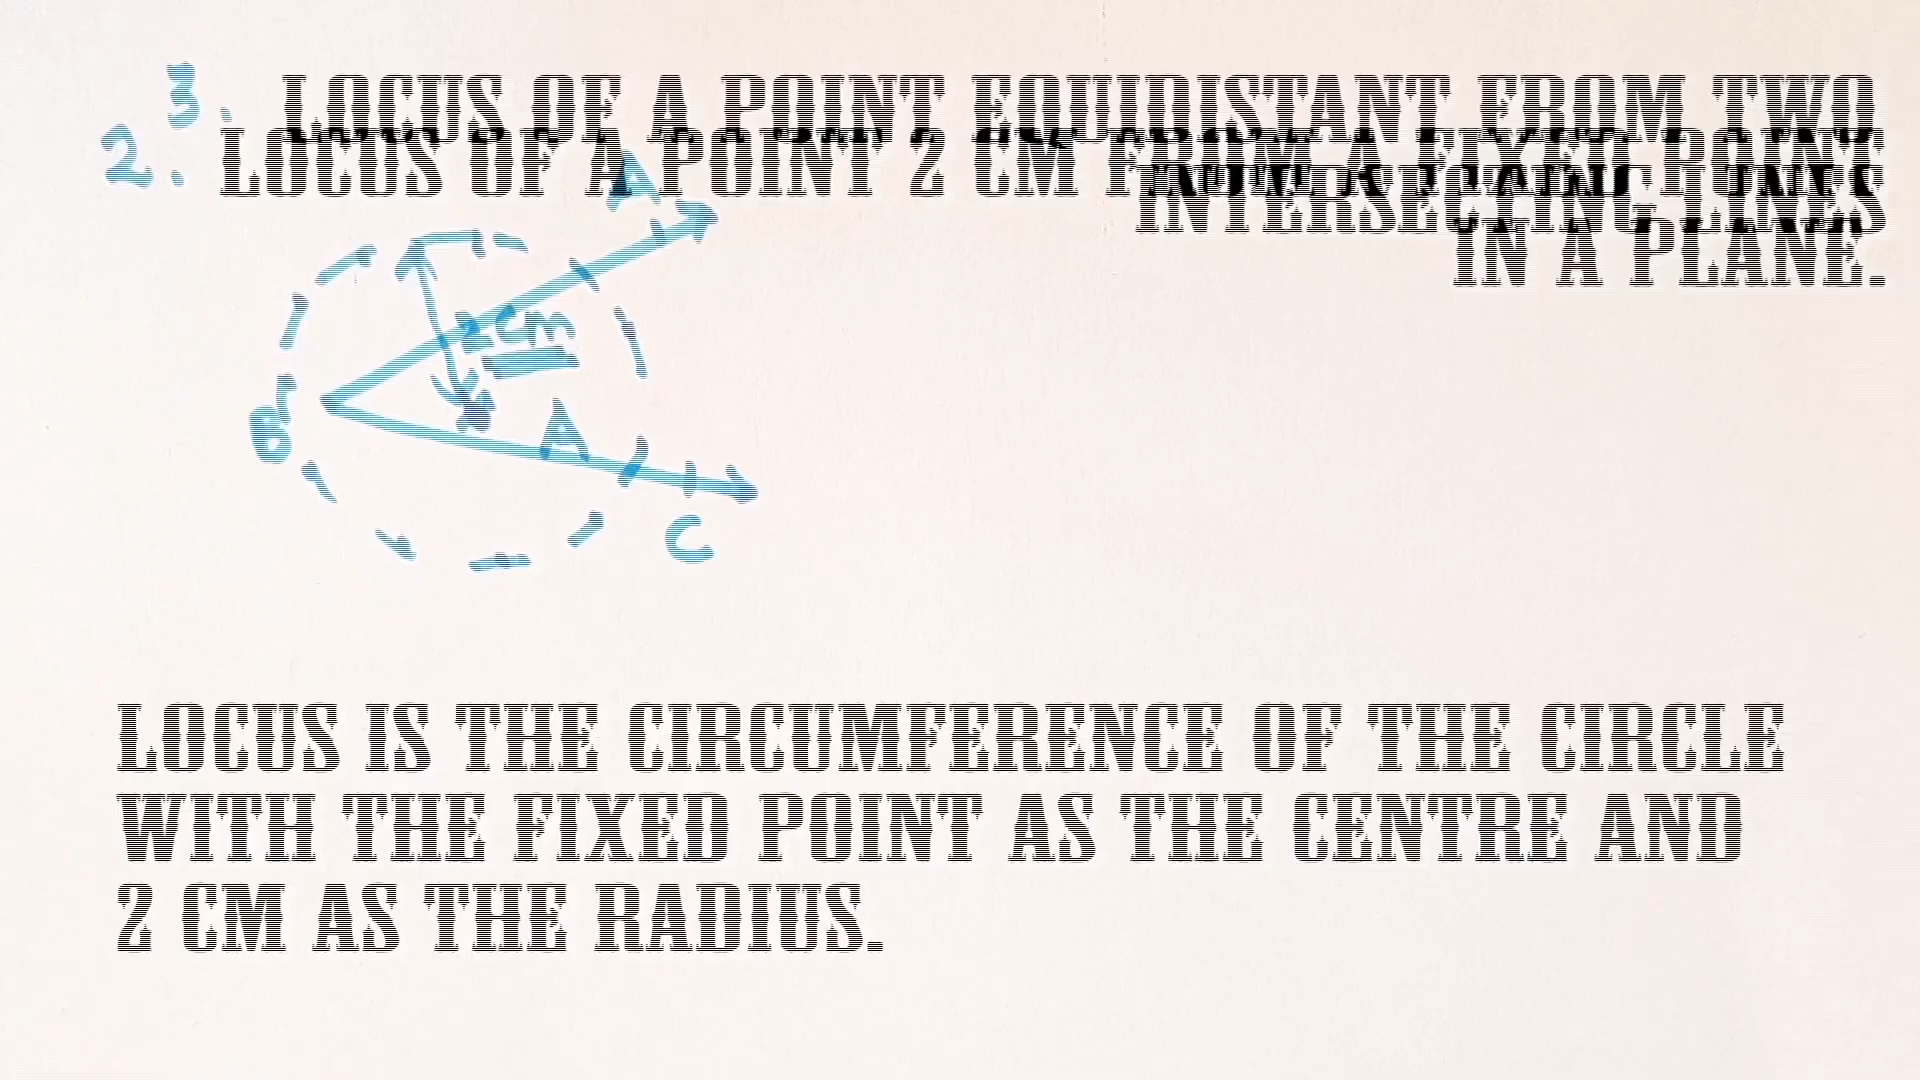 3. LOCUS OF A POINT EQUIDISTANT FROM TWO
INTERSECTING LINES
2. LOCUS OF A POINT 2 CM FROM A FIXED POINT
IN A PLANE.
A
2 cm
B
A
C
LOCUS IS THE CIRCUMFERENCE OF THE CIRCLE
WITH THE FIXED POINT AS THE CENTRE AND
2 CM AS THE RADIUS.